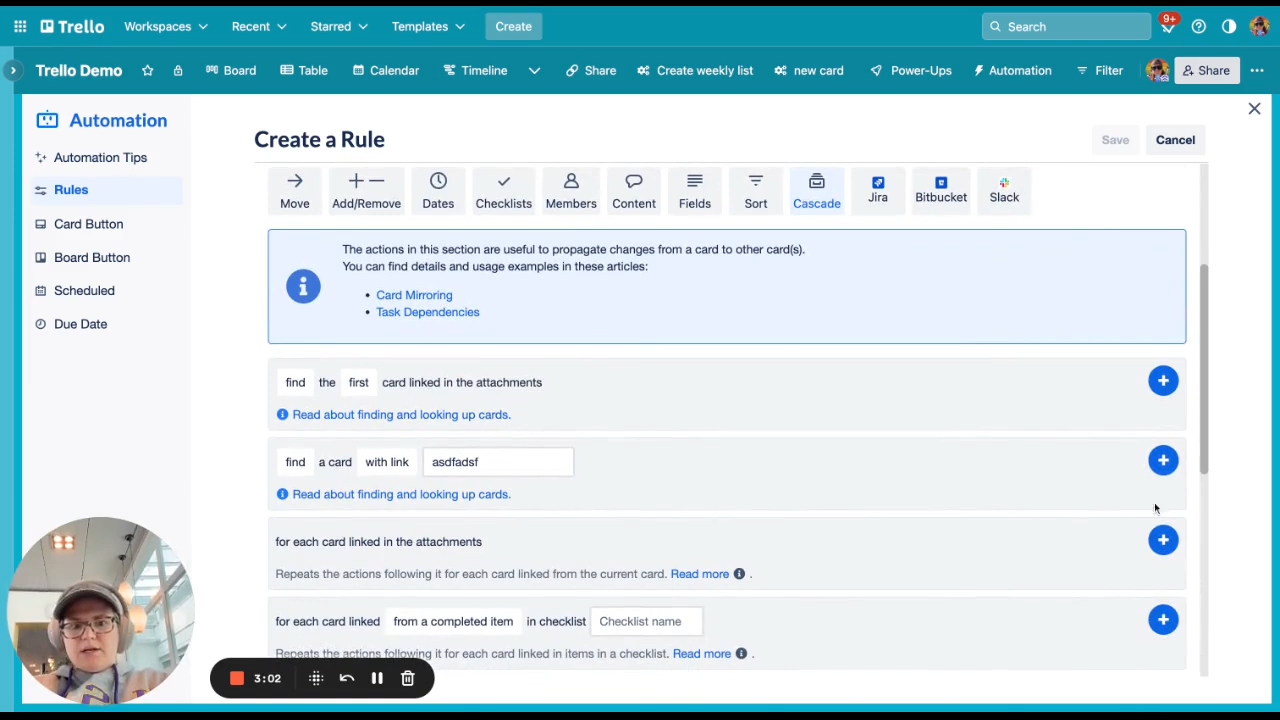 Trello Workspaces Recent Starred Templates Create Search 9+
Trello Demo Board Table Calendar Timeline Share Create weekly list new card Power-Ups Automation Filter Share
Automation
Automation Tips
Rules
Card Button
Board Button
Scheduled
Due Date
Create a Rule Save Cancel
Move Add/Remove Dates Checklists Members Content Fields Sort Cascade Jira Bitbucket Slack
The actions in this section are useful to propagate changes from a card to other card(s).
You can find details and usage examples in these articles:
• Card Mirroring
• Task Dependencies
find the first card linked in the attachments
Read about finding and looking up cards.
find a card with link asdfadsf
Read about finding and looking up cards.
for each card linked in the attachments
Repeats the actions following it for each card linked from the current card. Read more .
for each card linked from a completed item in checklist Checklist name
Repeats the actions following it for each card linked in items in a checklist. Read more .
3:02